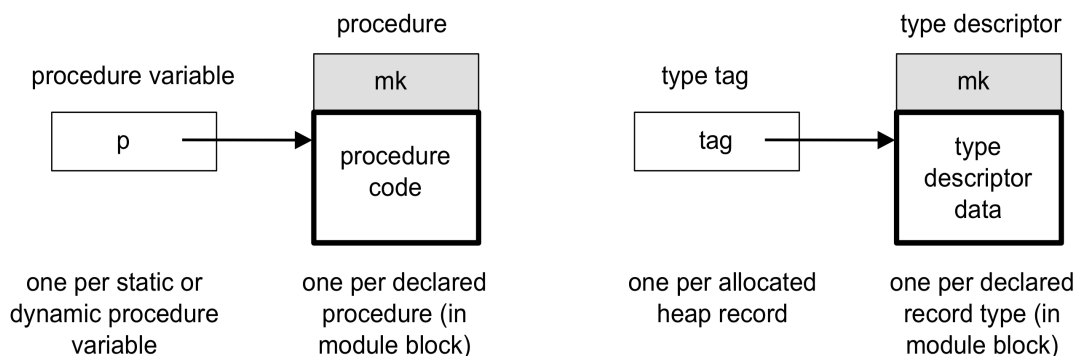 procedure
procedure variable
mk
p
procedure
code
one per static or
dynamic procedure
variable
one per declared
procedure (in
module block)
type descriptor
type tag
mk
tag
type
descriptor
data
one per allocated
heap record
one per declared
record type (in
module block)